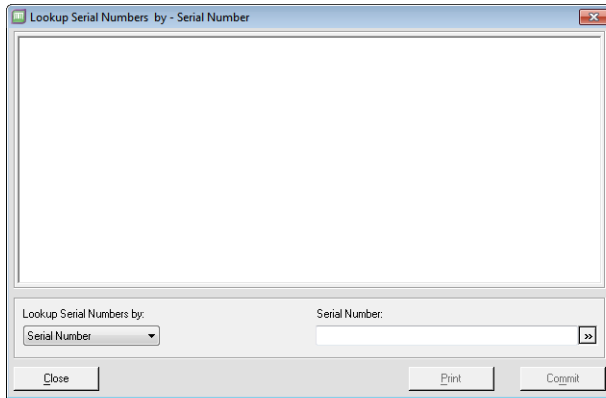 Lookup Serial Numbers by - Serial Number
Lookup Serial Numbers by:
Serial Number:
Serial Number
»
Close
Print
Commit